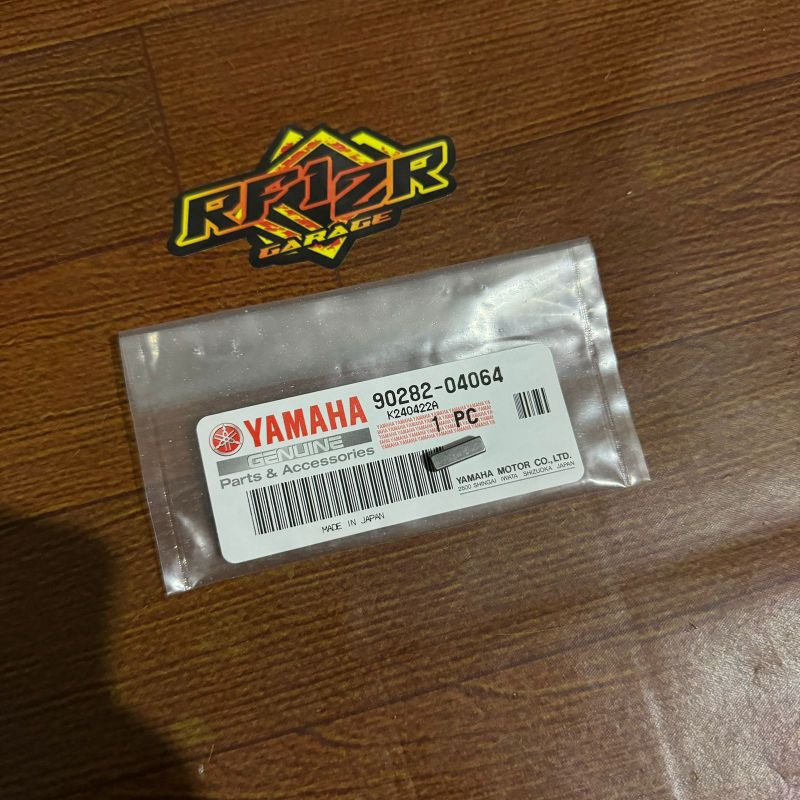 RF12R
GARAGE
YAMAHA
GENUINE
Parts & Accessories
90282-04064
K240422A
1 PC
MADE IN JAPAN
YAMAHA MOTOR CO.,LTD.
2500 SHINGAI IWATA SHIZUOKA JAPAN